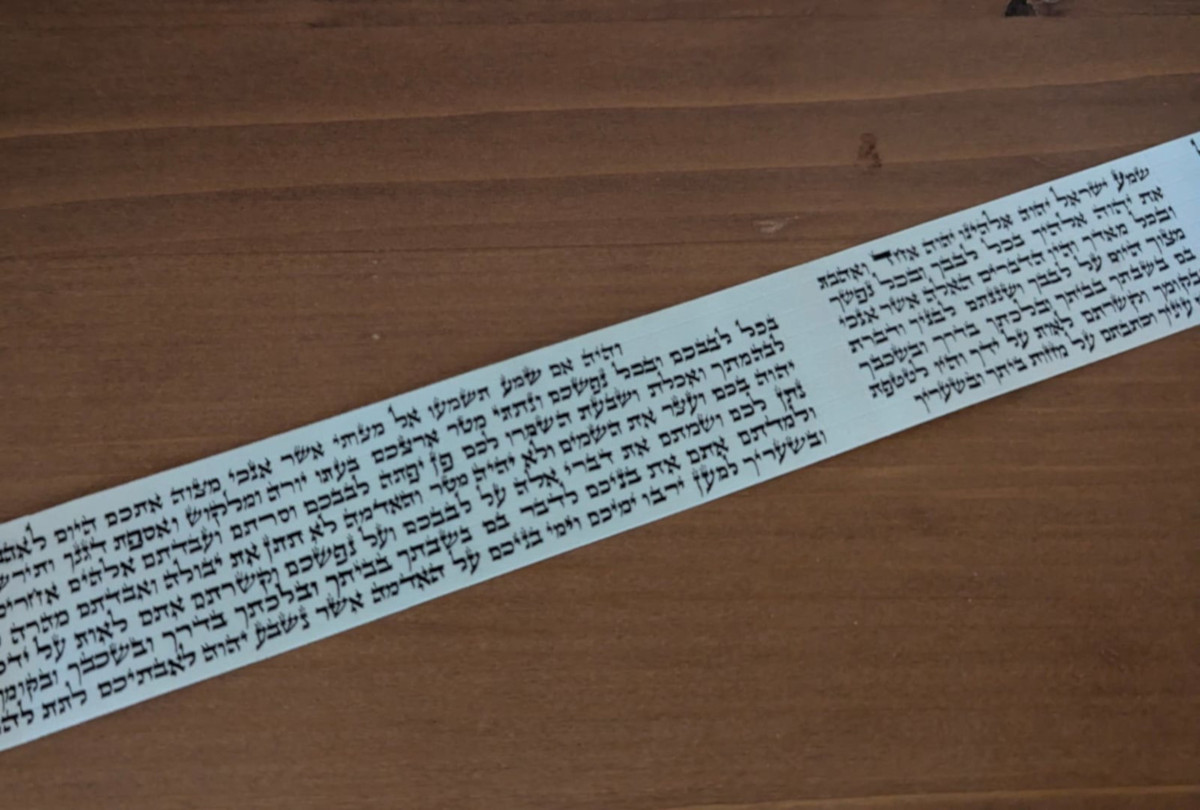 שמע ישראל יהוה אלהינו יהוה אחד ואהבת
את יהוה אלהיך בכל לבבך ובכל נפשך
ובכל מאדך והיו הדברים האלה אשר אנכי
מצוך היום על לבבך ושננתם לבניך ודברת
בם בשבתך בביתך ובלכתך בדרך ובשכבך
בקומך וקשרתם לאות על ידך והיו לטטפת
עיניך וכתבתם על מזזות ביתך ובשעריך
והיה אם שמע תשמעו אל מצותי אשר אנכי מצוה אתכם היום לאה
בכל לבבכם ובכל נפשכם ונתתי מטר ארצכם בעתו יורה ומלקוש ואספת דגנך ותירש
לבהמתך ואכלת ושבעת השמרו לכם פן יפתה לבבכם וסרתם ועבדתם אלהים אחרים
יהוה בכם ועצר את השמים ולא יהיה מטר והאדמה לא תתן את יבולה ואבדתם מהרה
נתן לכם ושמתם את דברי אלה על לבבכם ועל נפשכם וקשרתם אתם לאות על ידכ
ולמדתם אתם את בניכם לדבר בם בשבתך בביתך ובלכתך בדרך ובשכבך ובקומך
ובשעריך למען ירבו ימיכם וימי בניכם על האדמה אשר נשבע יהוה לאבתיכם לתת לה